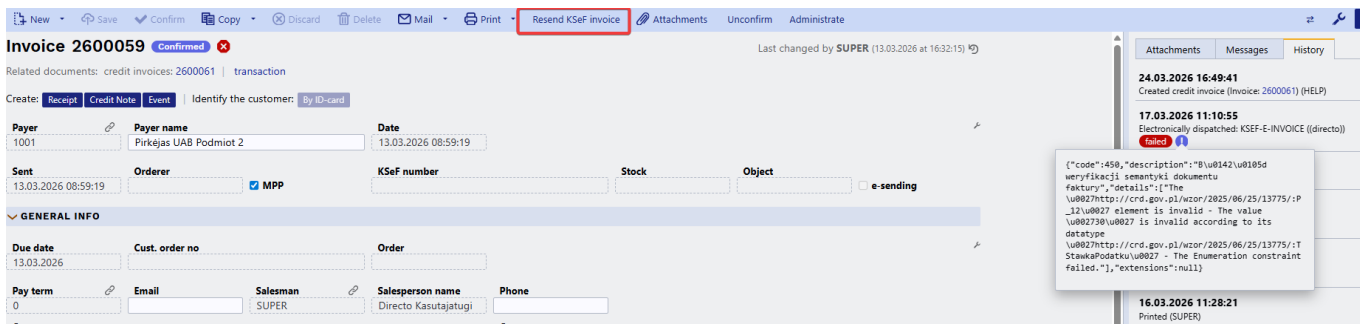 New Save Confirm Copy Discard Delete Mail Print Resend KSeF invoice Attachments Unconfirm Administrate
Invoice 2600059 Confirmed
Last changed by SUPER (13.03.2026 at 16:32:15)
Related documents: credit invoices: 2600061 | transaction
Create: Receipt Credit Note Event | Identify the customer: By ID-card
Payer Payer name Date
1001 Pirkėjas UAB Podmiot 2 13.03.2026 08:59:19
Sent Orderer KSeF number Stock Object
13.03.2026 08:59:19 MPP e-sending
GENERAL INFO
Due date Cust. order no Order
13.03.2026
Pay term Email Salesman Salesperson name Phone
0 SUPER Directo Kasutajatugi
Attachments Messages History
24.03.2026 16:49:41
Created credit invoice (Invoice: 2600061) (HELP)
17.03.2026 11:10:55
Electronically dispatched: KSEF-E-INVOICE ((directo))
failed
{"code":450,"description":"B\u0142\u0105d
weryfikacji semantyki dokumentu
faktury","details":["The
\u0027http://crd.gov.pl/wzor/2025/06/25/13775/:P
_12\u0027 element is invalid - The value
\u002730\u0027 is invalid according to its
datatype
\u0027http://crd.gov.pl/wzor/2025/06/25/13775/:T
StawkaPodatku\u0027 - The Enumeration constraint
failed."],"extensions":null}
16.03.2026 11:28:21
Printed (SUPER)